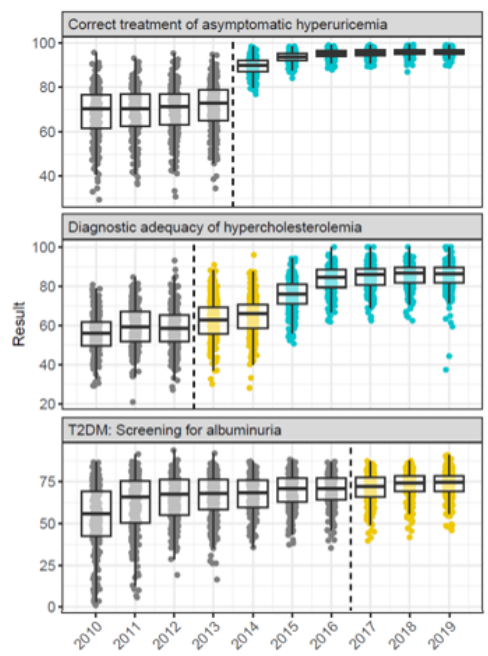 Correct treatment of asymptomatic hyperuricemia
100
80
60
40
Diagnostic adequacy of hypercholesterolemia
100
80
60
40
20
Result
T2DM: Screening for albuminuria
75
50
25
0
2010 2011 2012 2013 2014 2015 2016 2017 2018 2019